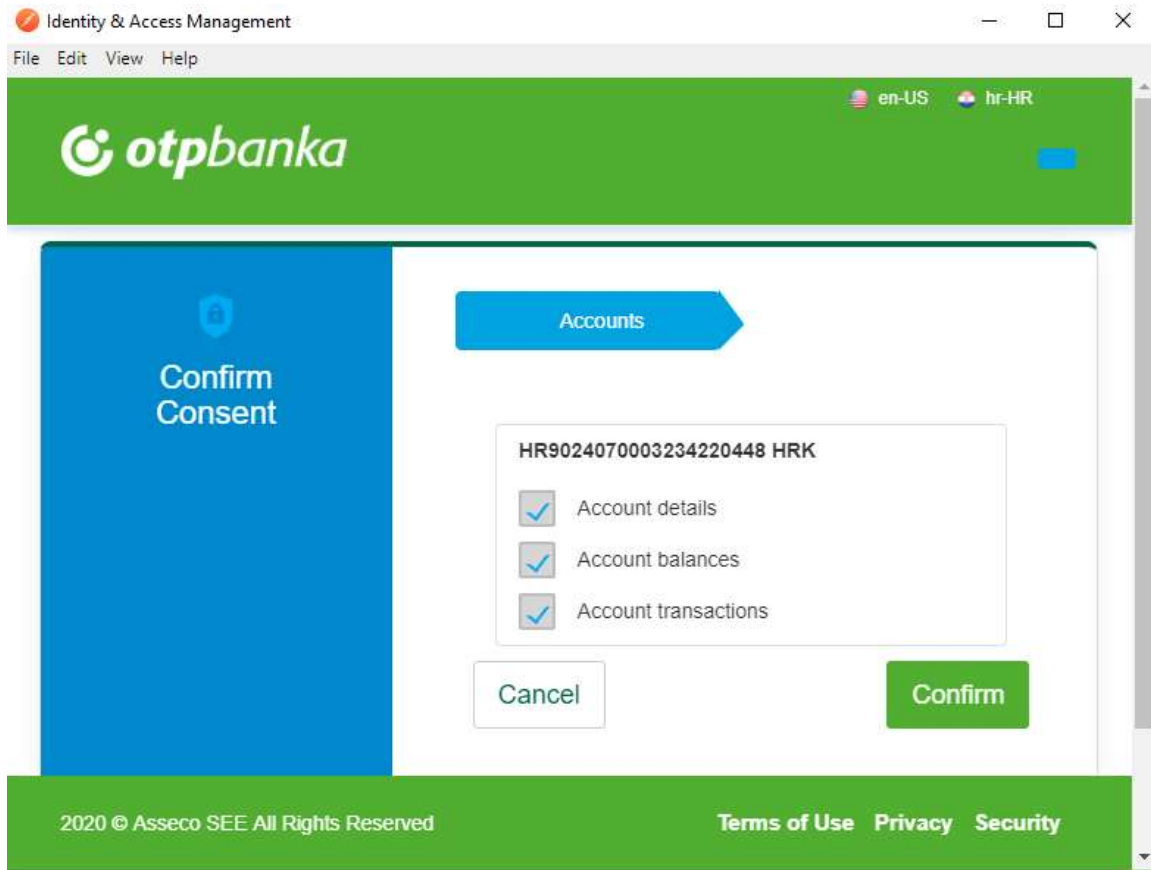 Identity & Access Management
File Edit View Help
en-US hr-HR
otpbanka
Confirm
Consent
Accounts
HR9024070003234220448 HRK
Account details
Account balances
Account transactions
Cancel Confirm
2020 © Asseco SEE All Rights Reserved Terms of Use Privacy Security